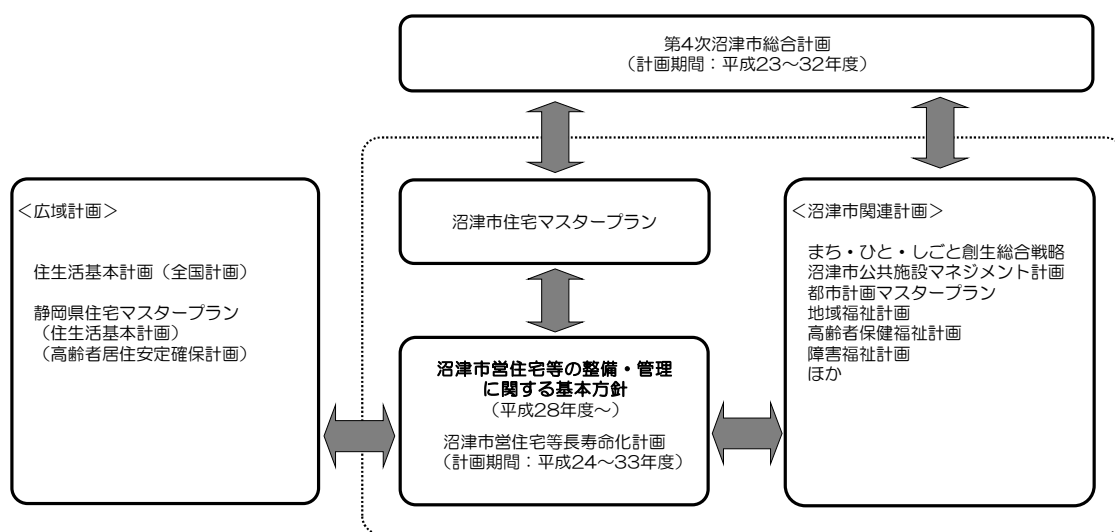 第4次沼津市総合計画
（計画期間：平成23～32年度）
＜広域計画＞
住生活基本計画（全国計画）
静岡県住宅マスタープラン
（住生活基本計画）
（高齢者居住安定確保計画）
沼津市住宅マスタープラン
沼津市営住宅等の整備・管理
に関する基本方針
（平成28年度～）
沼津市営住宅等長寿命化計画
（計画期間：平成24～33年度）
＜沼津市関連計画＞
まち・ひと・しごと創生総合戦略
沼津市公共施設マネジメント計画
都市計画マスタープラン
地域福祉計画
高齢者保健福祉計画
障害福祉計画
ほか